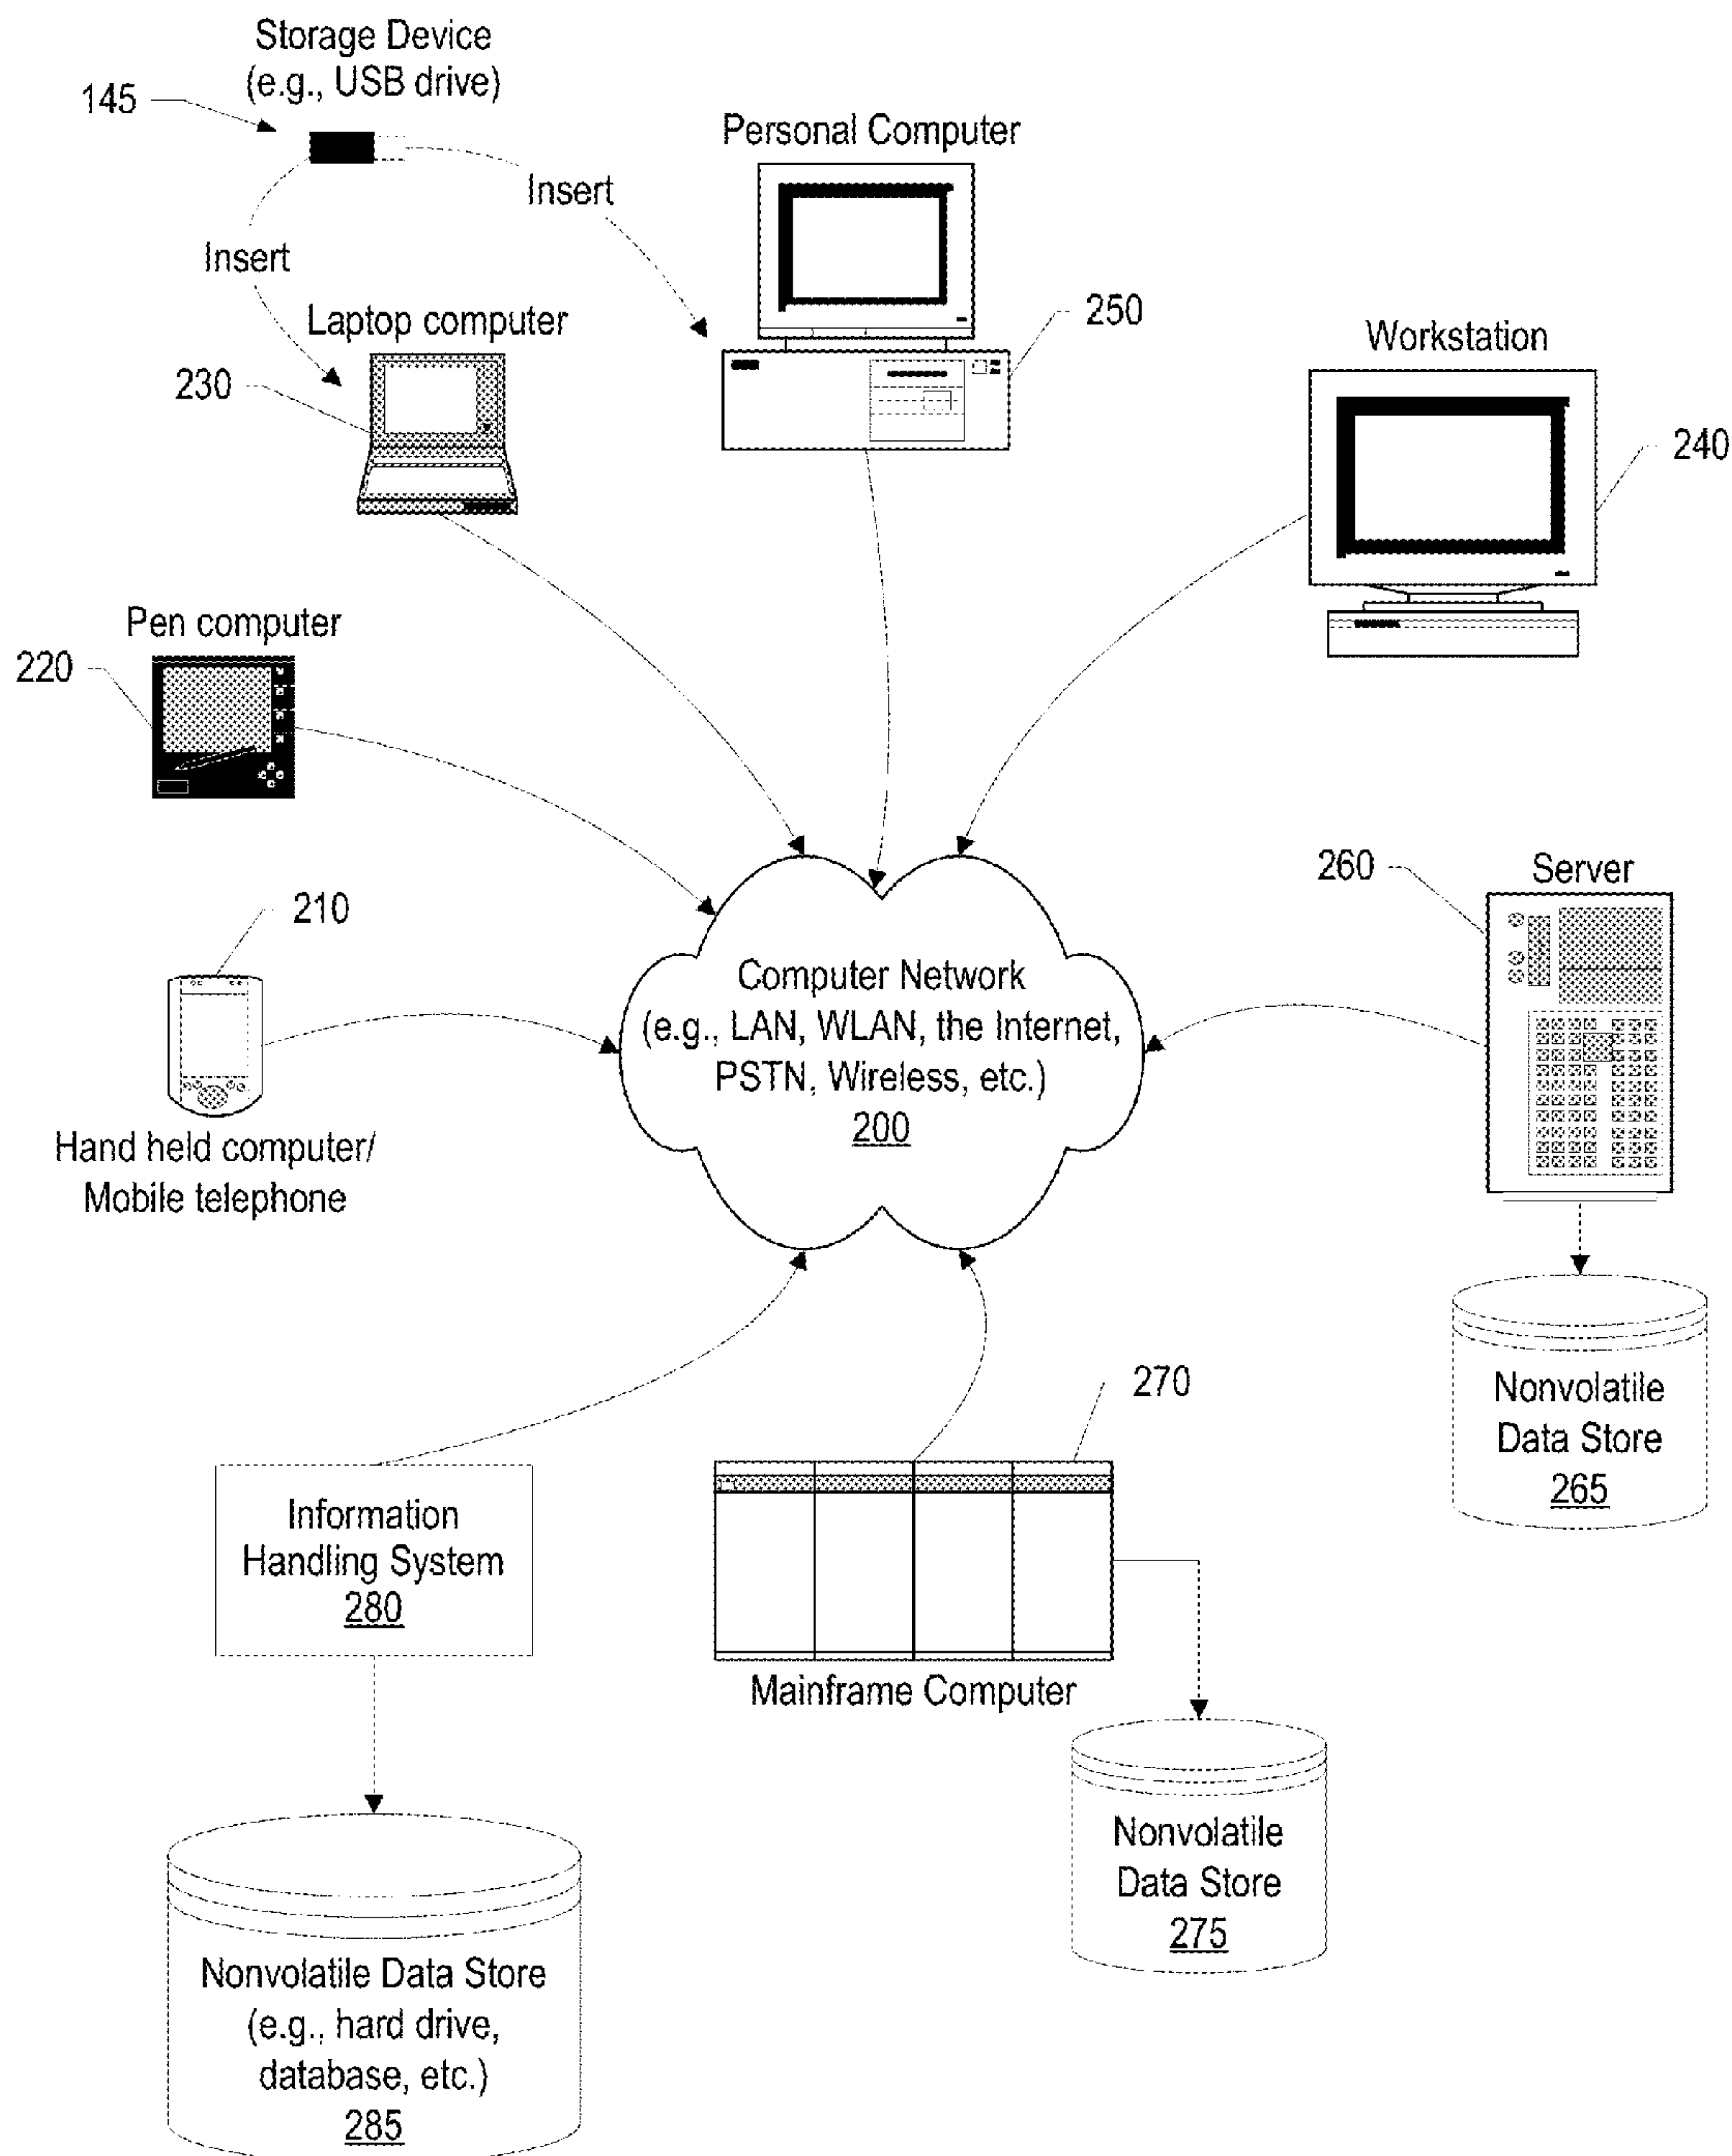 Storage Device
(e.g., USB drive)
145
Personal Computer
Insert
Insert
Laptop computer
250
Workstation
230
240
Pen computer
220
260
Server
210
Computer Network
(e.g., LAN, WLAN, the Internet,
PSTN, Wireless, etc.)
200
Hand held computer/
Mobile telephone
270
Nonvolatile
Data Store
265
Information
Handling System
280
Mainframe Computer
Nonvolatile
Data Store
275
Nonvolatile Data Store
(e.g., hard drive,
database, etc.)
285